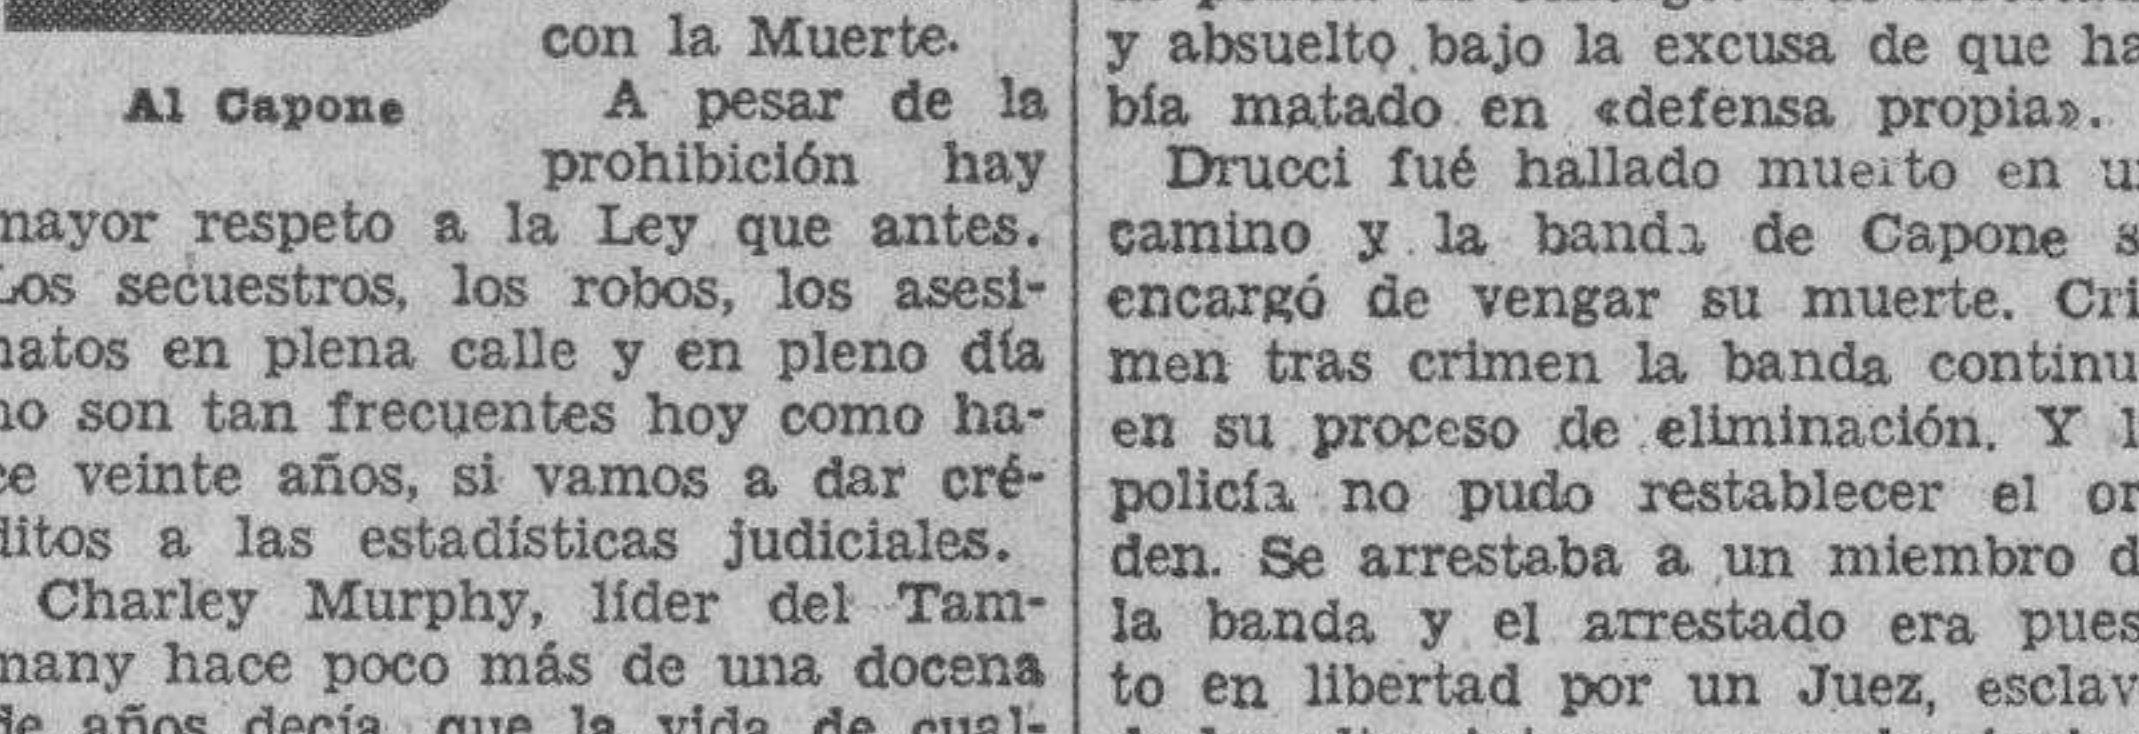 Al Capone
con la Muerte.
A pesar de la
prohibición hay
mayor respeto a la Ley que antes.
Los secuestros, los robos, los asesi-
natos en plena calle y en pleno día
no son tan frecuentes hoy como ha-
ce veinte años, si vamos a dar cré-
ditos a las estadísticas judiciales.
Charley Murphy, líder del Tam-
many hace poco más de una docena
de años decía que la vida de cual-
y absuelto bajo la excusa de que ha
bía matado en «defensa propia».
Drucci fué hallado muerto en u
camino y la banda de Capone s
encargó de vengar su muerte. Cri
men tras crimen la banda continu
en su proceso de eliminación. Y l
policía no pudo restablecer el or
den. Se arrestaba a un miembro d
la banda y el arrestado era pues
to en libertad por un Juez, esclav